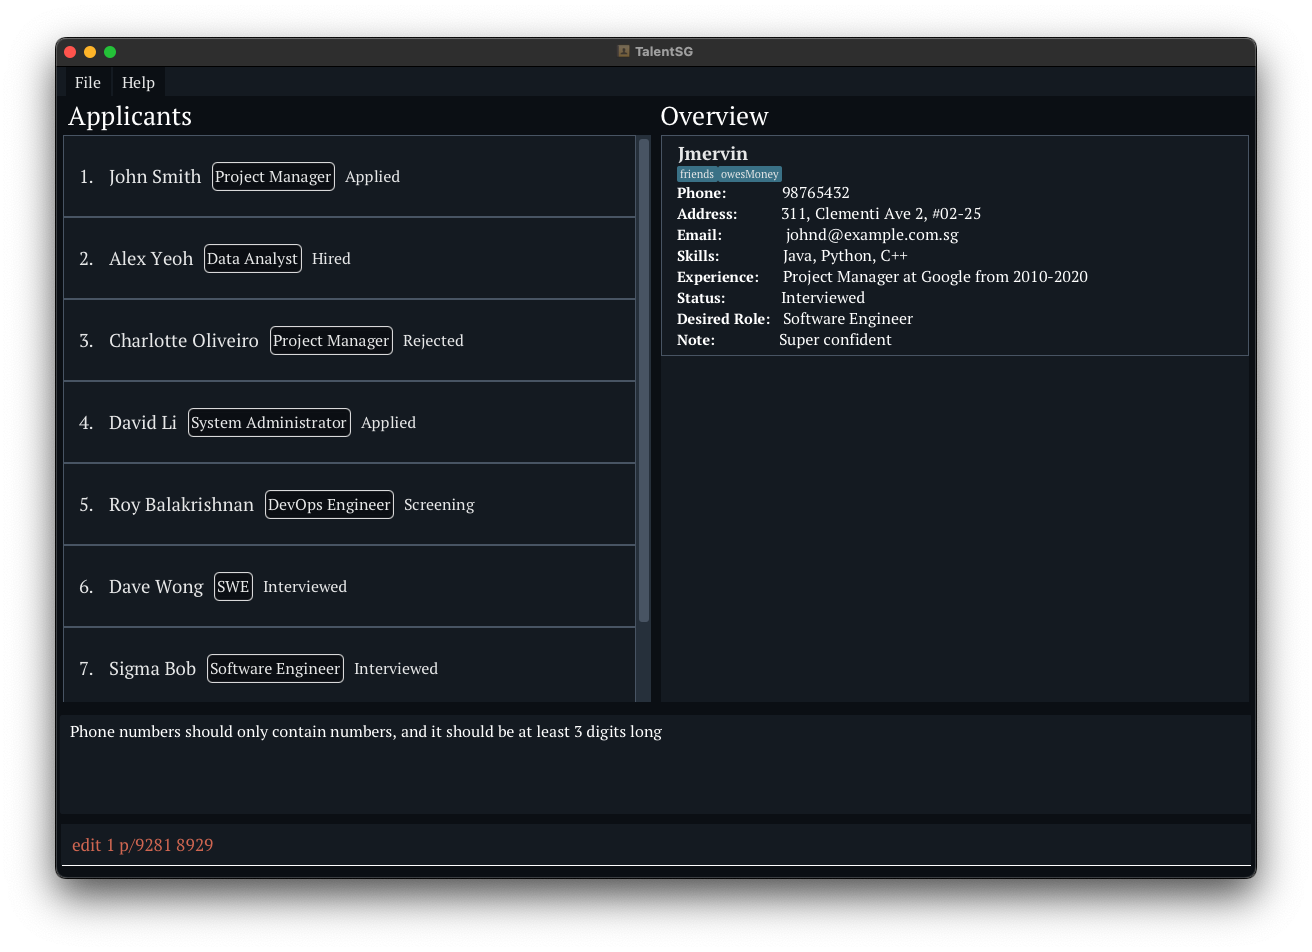 TalentSG
File Help
Applicants
1. John Smith Project Manager Applied
2. Alex Yeoh Data Analyst Hired
3. Charlotte Oliveiro Project Manager Rejected
4. David Li System Administrator Applied
5. Roy Balakrishnan DevOps Engineer Screening
6. Dave Wong SWE Interviewed
7. Sigma Bob Software Engineer Interviewed
Overview
Jmervin
friends owesMoney
Phone: 98765432
Address: 311, Clementi Ave 2, #02-25
Email: johnd@example.com.sg
Skills: Java, Python, C++
Experience: Project Manager at Google from 2010-2020
Status: Interviewed
Desired Role: Software Engineer
Note: Super confident
Phone numbers should only contain numbers, and it should be at least 3 digits long
edit 1 p/9281 8929